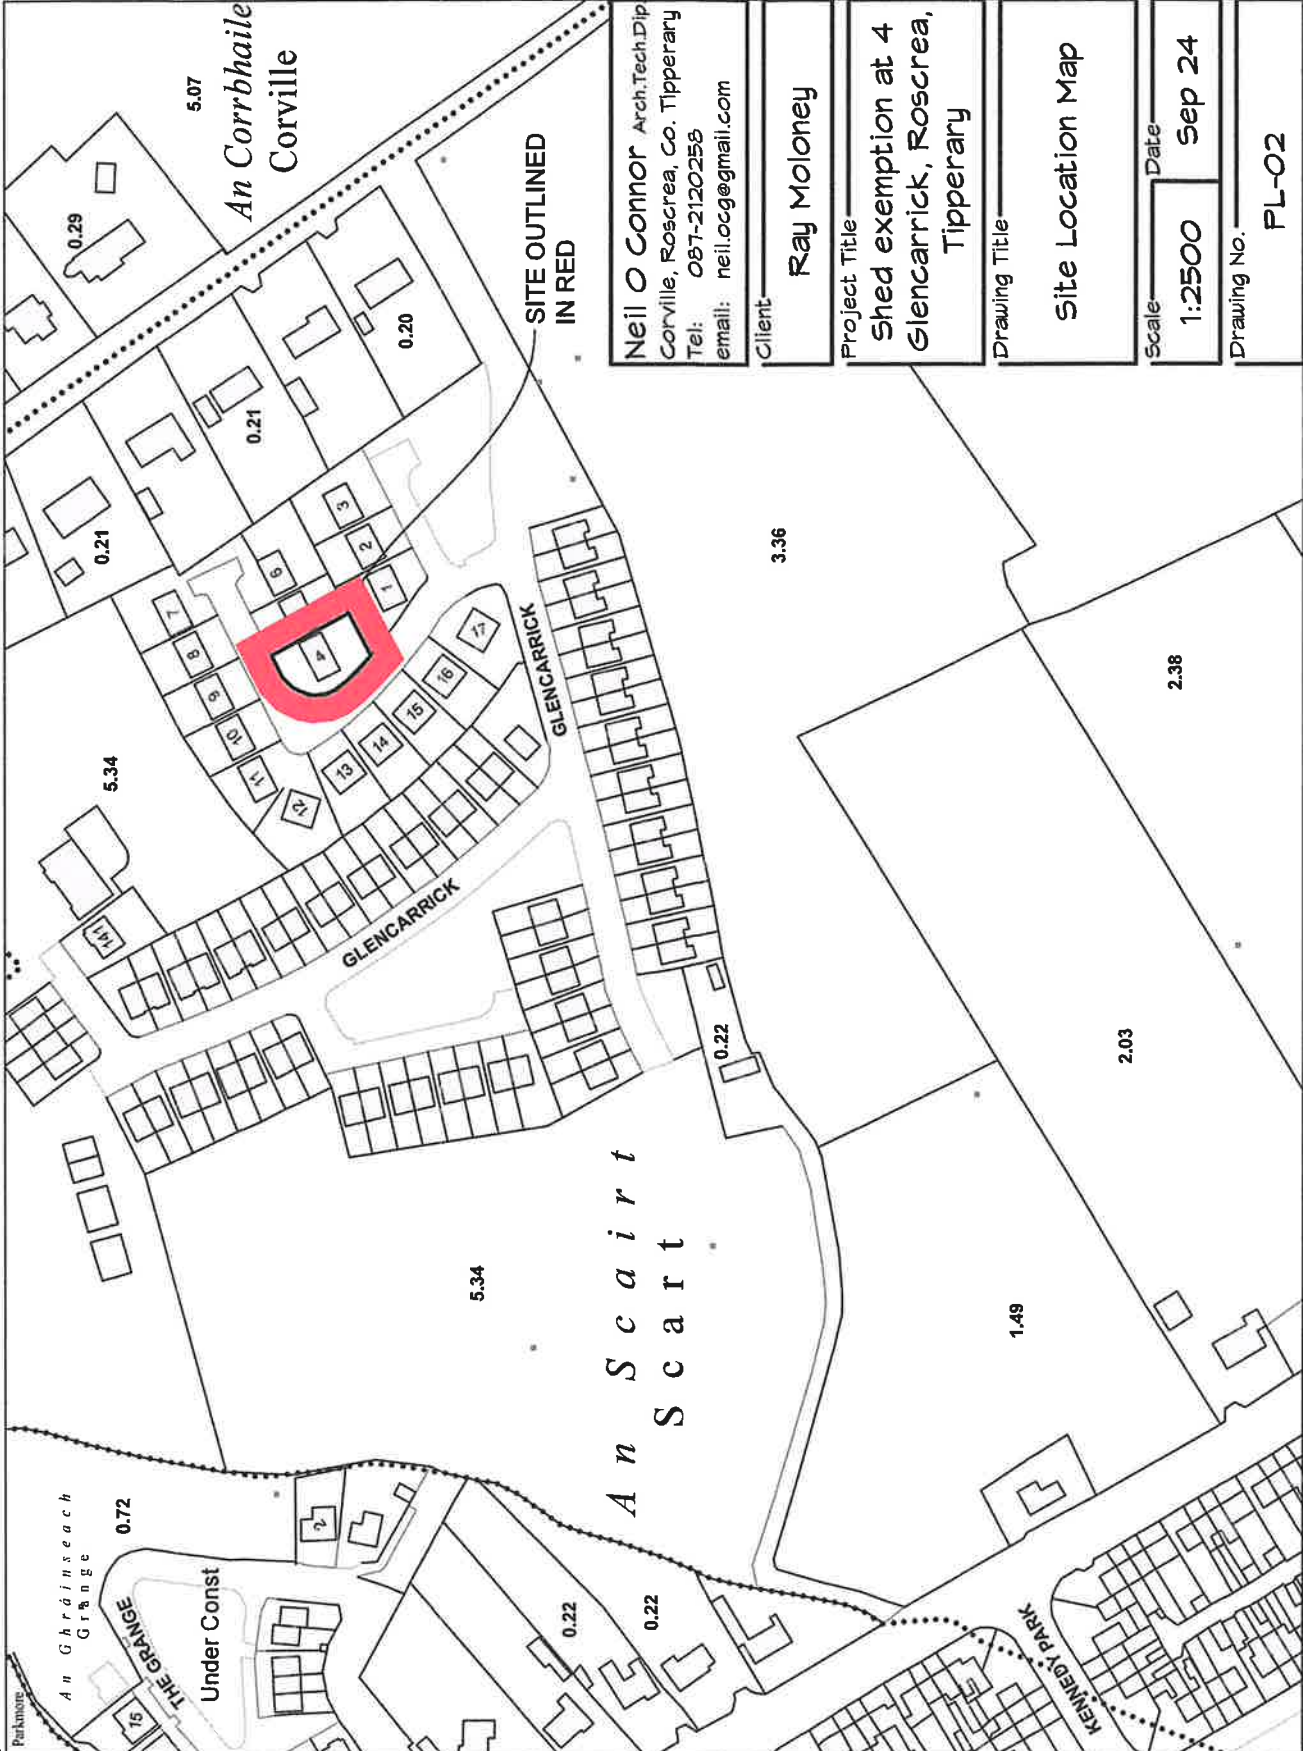 Parkmore
An Ghráinseach
Grange
0.72
THE GRANGE
15
Under Const
2
0.22
0.22
KENNEDY PARK
An Scairt
Scart
5.34
1.49
2.03
2.38
3.36
0.22
141
5.34
GLENCARRICK
GLENCARRICK
12
11
10
9
8
7
6
4
13
14
15
16
17
1
2
3
0.21
0.21
0.20
0.29
5.07
An Corrbhaile
Corville
SITE OUTLINED
IN RED
Neil O Connor Arch.Tech.Dip.
Corville, Roscrea, Co. Tipperary
Tel: 087-2120258
email: neil.ocg@gmail.com
Client
Ray Moloney
Project Title
Shed exemption at 4
Glencarrick, Roscrea,
Tipperary
Drawing Title
Site Location Map
Scale
1:2500
Date
Sep 24
Drawing No.
PL-02